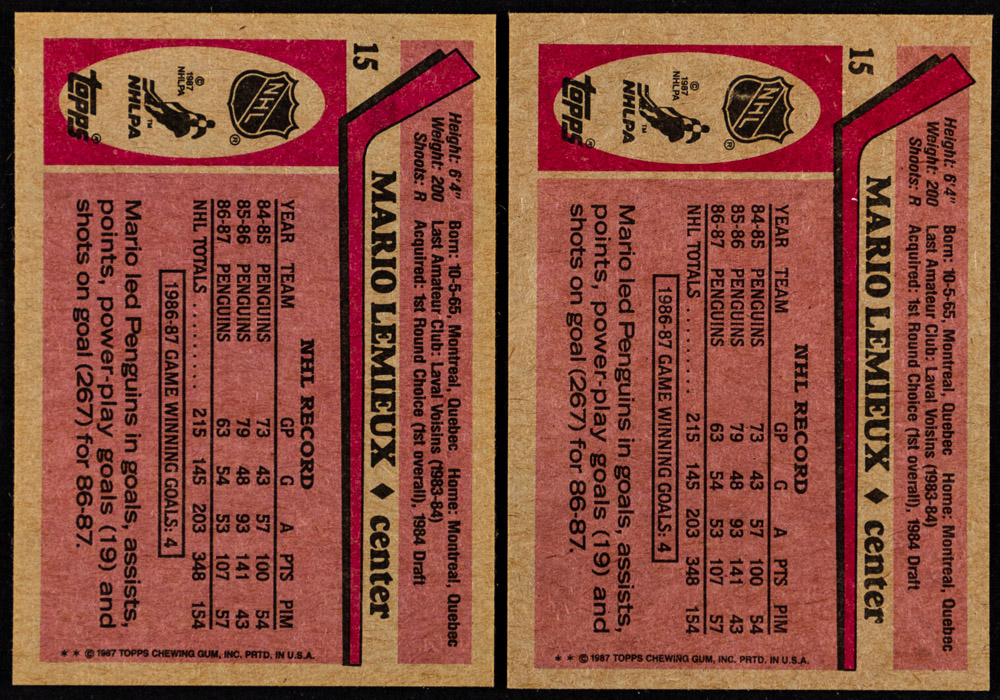 15
Height: 6'4" Born: 10-5-65, Montreal, Quebec Home: Montreal, Quebec
Weight: 200 Last Amateur Club: Laval Voisins (1983-84)
Shoots: R Acquired: 1st Round Choice (1st overall), 1984 Draft
MARIO LEMIEUX ♦ center
NHL
®
© 1987
NHLPA
NHLPA ™
topps ®
NHL RECORD
YEAR TEAM GP G A PTS PIM
84-85 PENGUINS 73 43 57 100 54
85-86 PENGUINS 79 48 93 141 43
86-87 PENGUINS 63 54 53 107 57
NHL TOTALS . . . . . . . . 215 145 203 348 154
1986-87 GAME WINNING GOALS: 4
Mario led Penguins in goals, assists,
points, power-play goals (19) and
shots on goal (267) for 86-87.
* * © 1987 TOPPS CHEWING GUM, INC. PRTD. IN U.S.A.
15
Height: 6'4" Born: 10-5-65, Montreal, Quebec Home: Montreal, Quebec
Weight: 200 Last Amateur Club: Laval Voisins (1983-84)
Shoots: R Acquired: 1st Round Choice (1st overall), 1984 Draft
MARIO LEMIEUX ♦ center
NHL
®
© 1987
NHLPA
NHLPA ™
topps ®
NHL RECORD
YEAR TEAM GP G A PTS PIM
84-85 PENGUINS 73 43 57 100 54
85-86 PENGUINS 79 48 93 141 43
86-87 PENGUINS 63 54 53 107 57
NHL TOTALS . . . . . . . . 215 145 203 348 154
1986-87 GAME WINNING GOALS: 4
Mario led Penguins in goals, assists,
points, power-play goals (19) and
shots on goal (267) for 86-87.
* * © 1987 TOPPS CHEWING GUM, INC. PRTD. IN U.S.A.